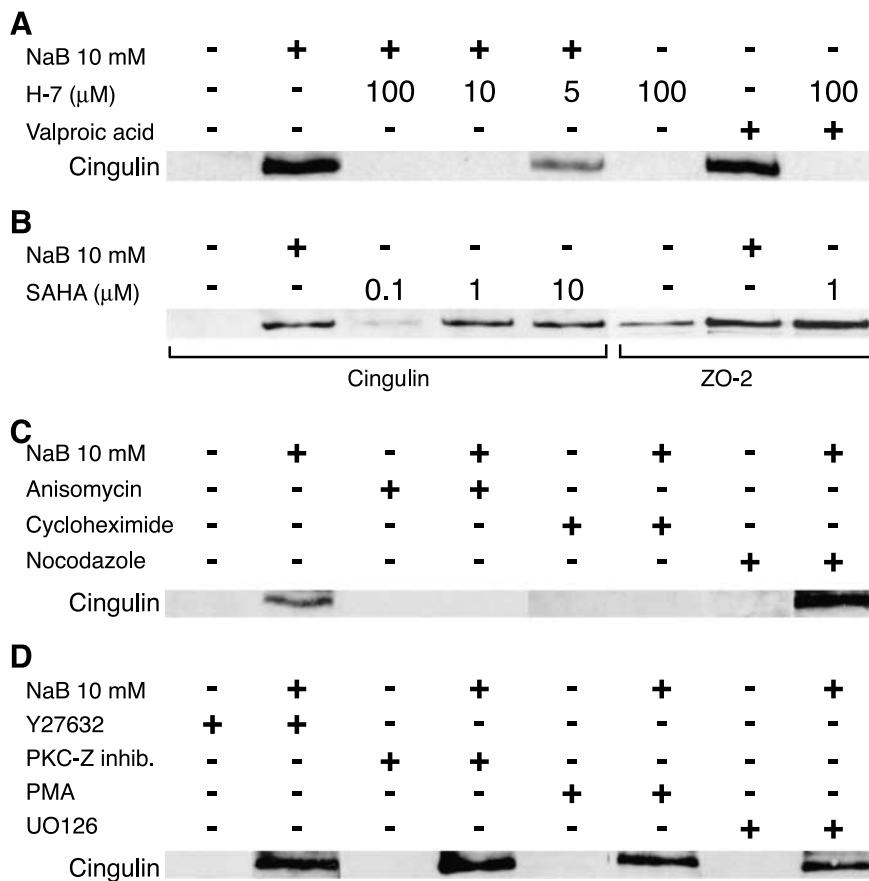 A
NaB 10 mM - + + + + - - -
H-7 (µM) - - 100 10 5 100 - 100
Valproic acid - - - - - - + +
Cingulin
B
NaB 10 mM - + - - - - + -
SAHA (µM) - - 0.1 1 10 - - 1
Cingulin ZO-2
C
NaB 10 mM - + - + - + - +
Anisomycin - - + + - - - -
Cycloheximide - - - - + + - -
Nocodazole - - - - - - + +
Cingulin
D
NaB 10 mM - + - + - + - +
Y27632 + + - - - - - -
PKC-Z inhib. - - + + - - - -
PMA - - - - + + - -
UO126 - - - - - - + +
Cingulin